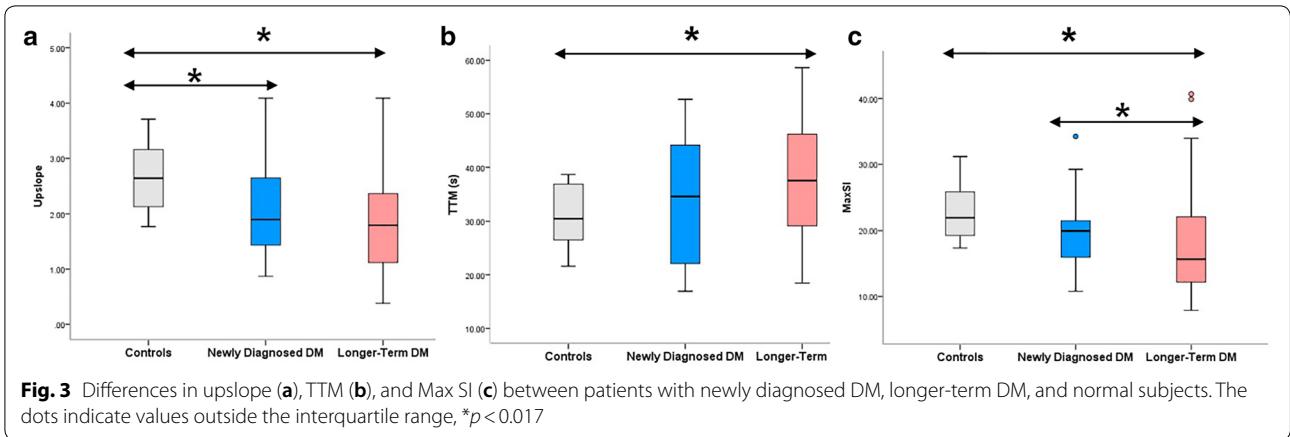 a
b
c
*
*
*
*
*
5.00
4.00
3.00
2.00
1.00
.00
Upslope
Controls Newly Diagnosed DM Longer-Term DM
60.00
50.00
40.00
30.00
20.00
10.00
TTM (s)
Controls Newly Diagnosed DM Longer-Term
40.00
30.00
20.00
10.00
MaxSI
Controls Newly Diagnosed DM Longer-Term DM
Fig. 3 Differences in upslope (a), TTM (b), and Max SI (c) between patients with newly diagnosed DM, longer-term DM, and normal subjects. The
dots indicate values outside the interquartile range, *p < 0.017